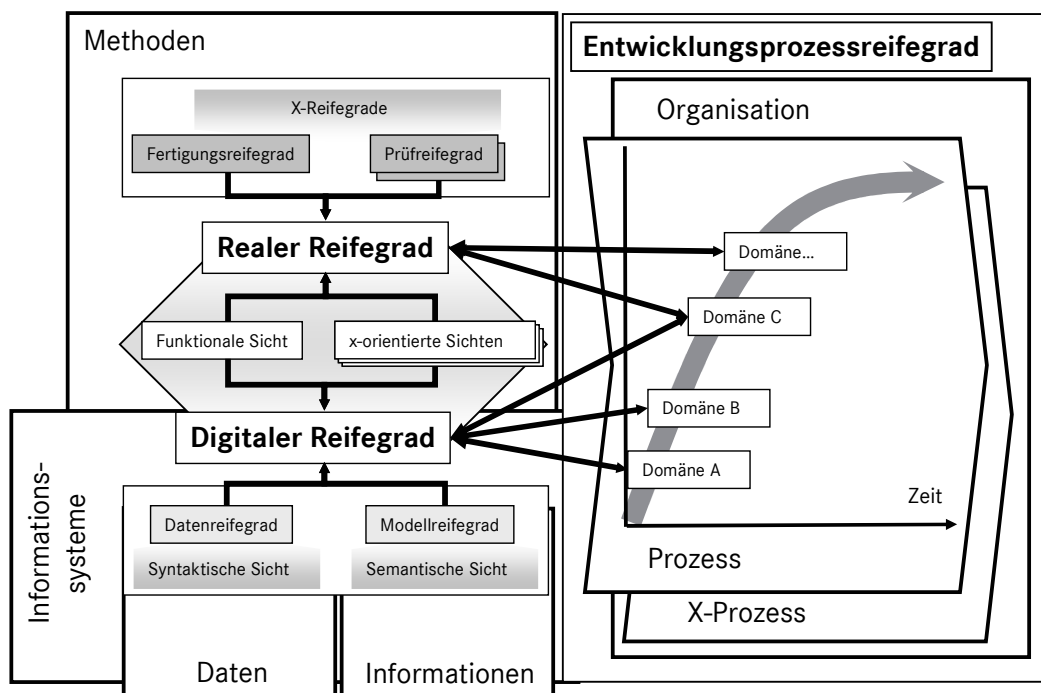 Methoden
X-Reifegrade
Fertigungsreifegrad
Prüfreifegrad
Realer Reifegrad
Funktionale Sicht
x-orientierte Sichten
Digitaler Reifegrad
Informations-
systeme
Datenreifegrad
Modellreifegrad
Syntaktische Sicht
Semantische Sicht
Daten
Informationen
Entwicklungsprozessreifegrad
Organisation
Domäne...
Domäne C
Domäne B
Domäne A
Zeit
Prozess
X-Prozess